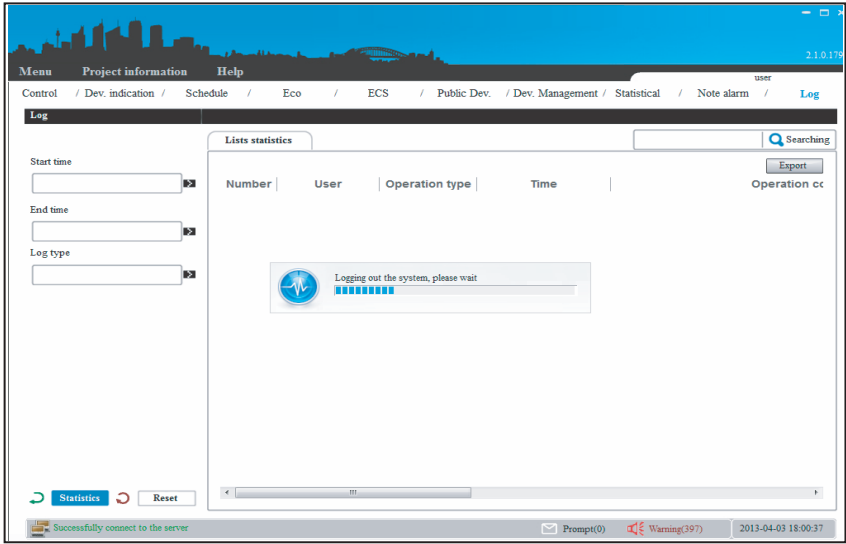 2.1.0.179
Menu Project information Help
user
Control / Dev. indication / Schedule / Eco / ECS / Public Dev. / Dev. Management / Statistical / Note alarm / Log
Log
Lists statistics
Searching
Start time
Export
Number User Operation type Time Operation co
End time
Log type
Logging out the system, please wait
Statistics Reset
Successfully connect to the server Prompt(0) Warning(397) 2013-04-03 18:00:37